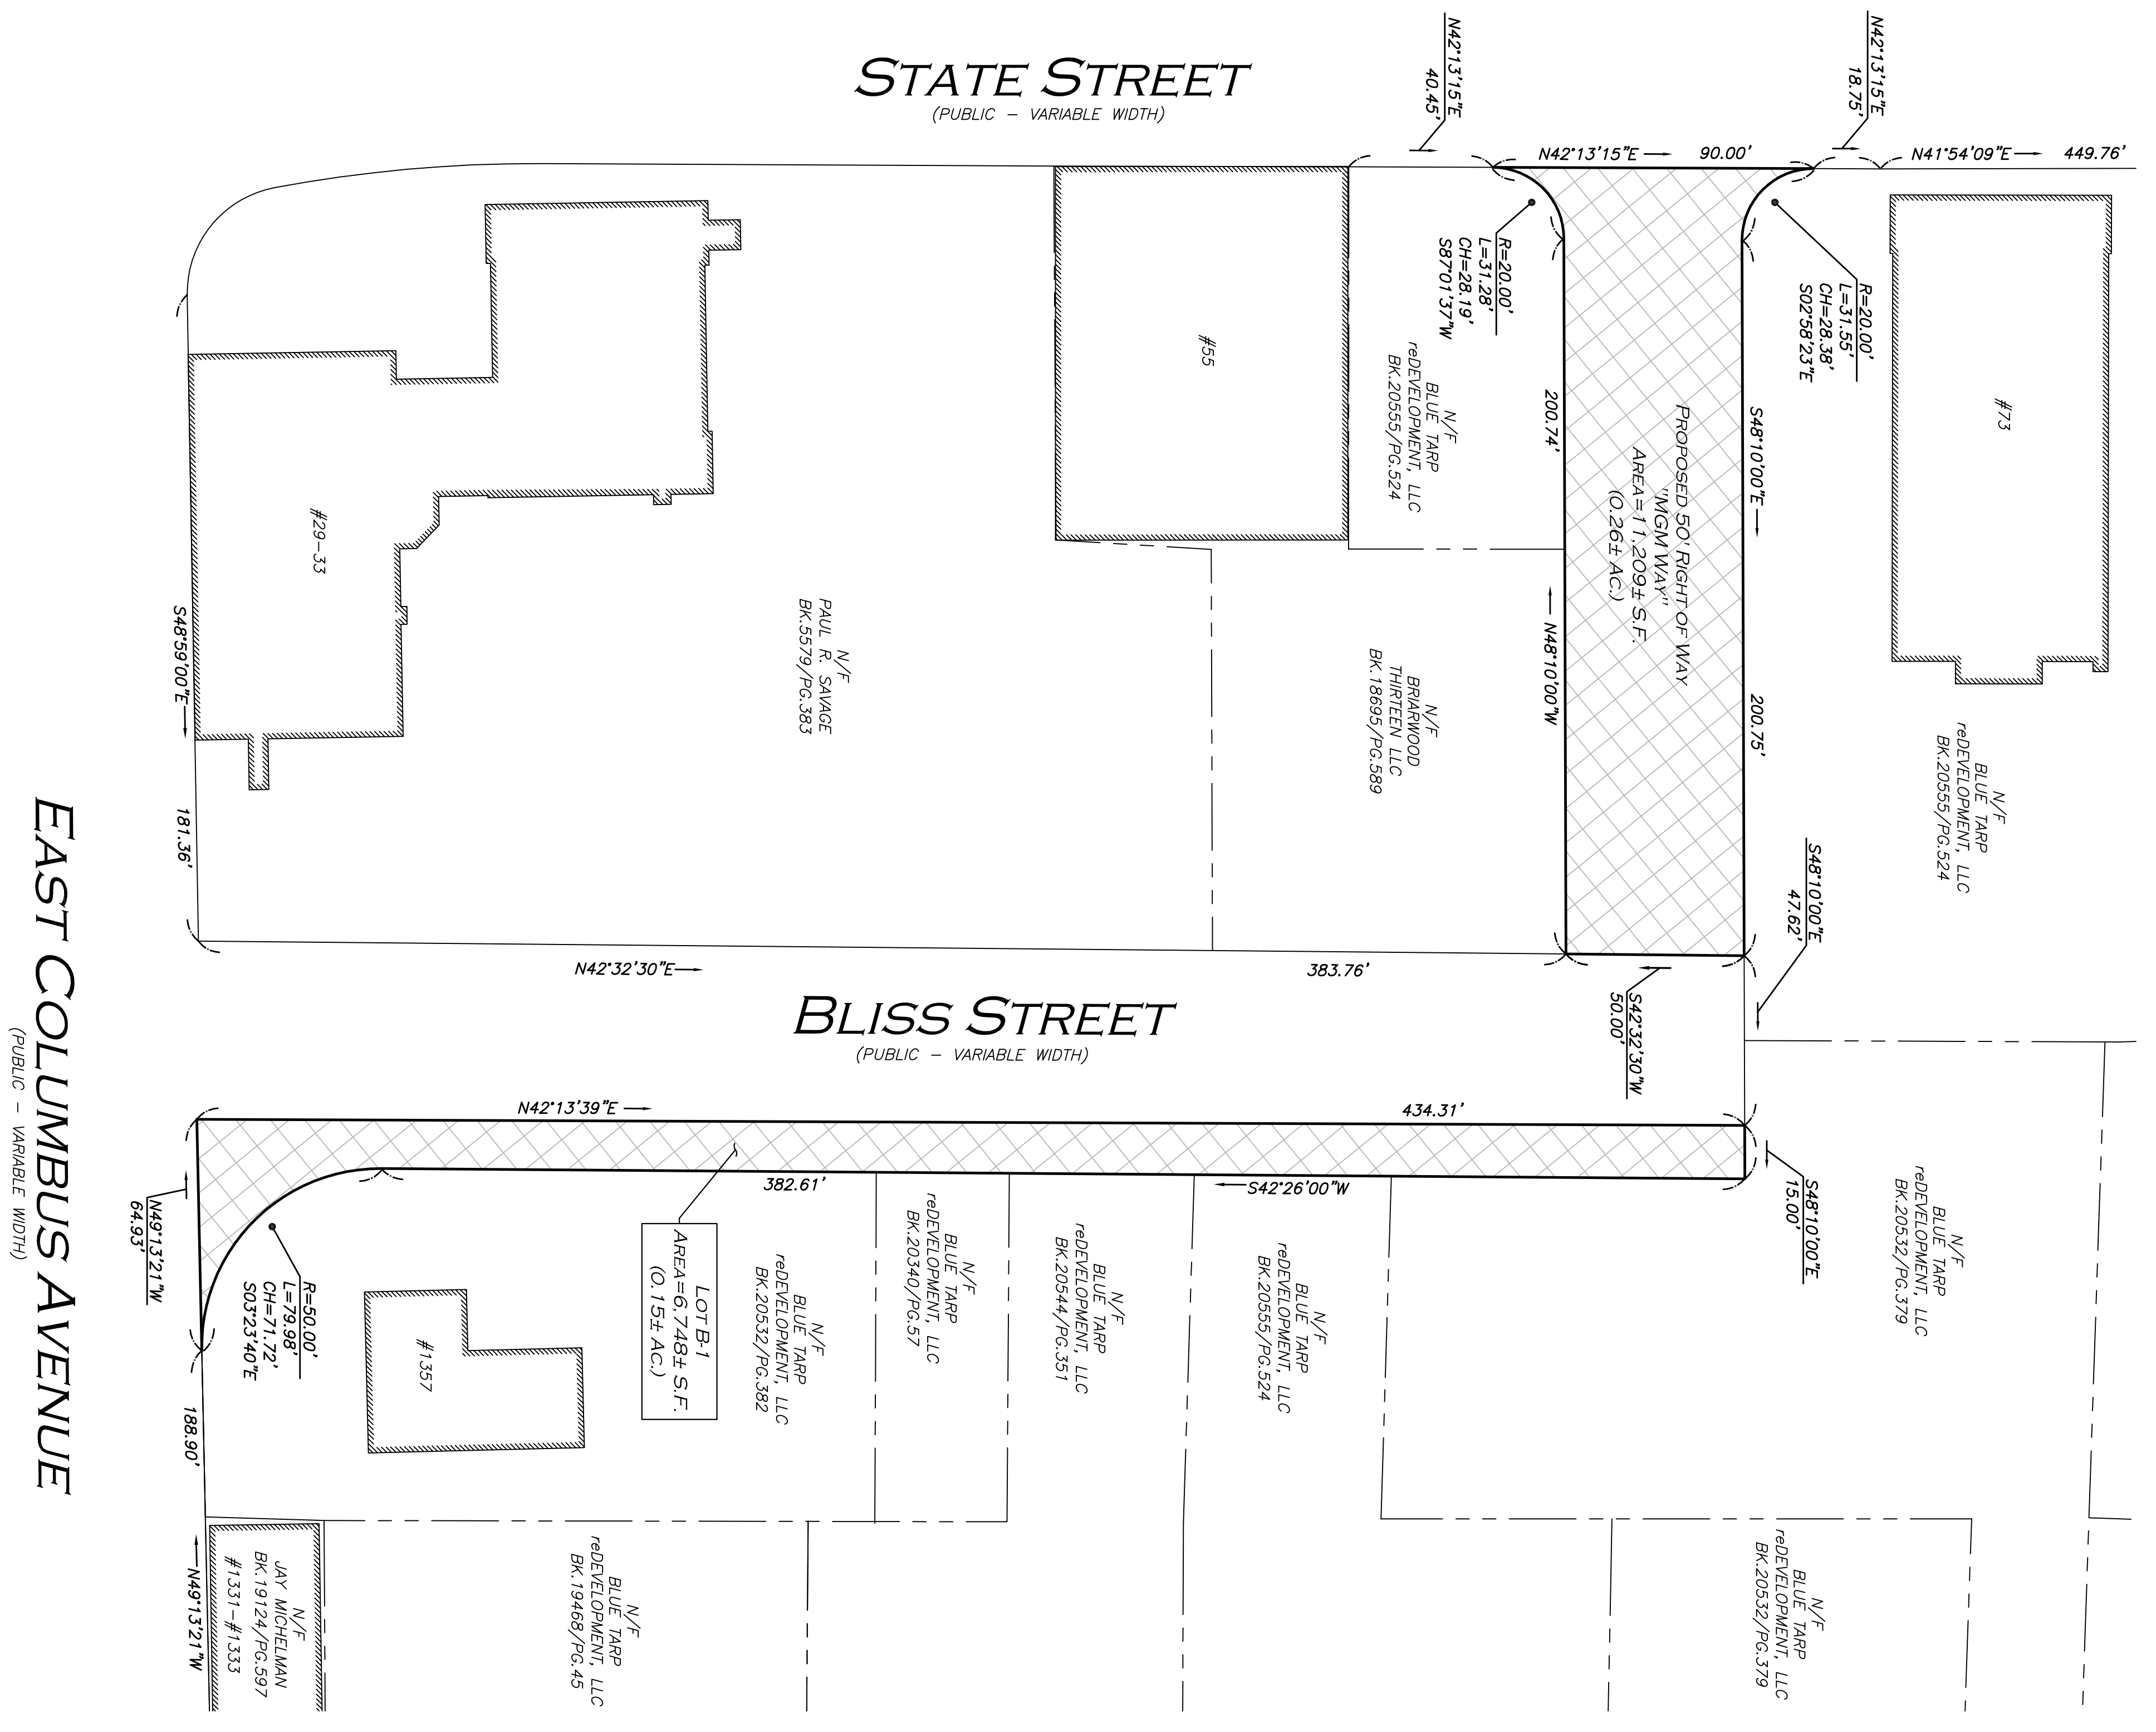 STATE STREET
(PUBLIC – VARIABLE WIDTH)
N42°13'15"E
40.45'
N42°13'15"E
18.75'
N42°13'15"E
90.00'
N41°54'09"E
449.76'
R=20.00'
L=31.28'
CH=28.19'
S87°01'37"W
R=20.00'
L=31.55'
CH=28.38'
S02°58'23"E
#55
#73
N/F
BLUE TARP
reDEVELOPMENT, LLC
BK.20555/PG.524
200.74'
N48°10'00"W
PROPOSED 50' RIGHT OF WAY
"MGM WAY"
AREA=11,209± S.F.
(0.26± AC.)
S48°10'00"E
200.75'
#29-33
N/F
PAUL R. SAVAGE
BK.5579/PG.383
N/F
BRIARWOOD
THIRTEEN LLC
BK.18695/PG.589
N/F
BLUE TARP
reDEVELOPMENT, LLC
BK.20555/PG.524
S48°59'00"E
181.36'
S48°10'00"E
47.62'
N42°32'30"E
383.76'
S42°32'30"W
50.00'
BLISS STREET
(PUBLIC – VARIABLE WIDTH)
EAST COLUMBUS AVENUE
(PUBLIC – VARIABLE WIDTH)
N42°13'39"E
434.31'
382.61'
S42°26'00"W
S48°10'00"E
15.00'
N49°13'21"W
64.93'
R=50.00'
L=79.98'
CH=71.72'
S03°23'40"E
188.90'
#1357
LOT B-1
AREA=6,748± S.F.
(0.15± AC.)
N/F
BLUE TARP
reDEVELOPMENT, LLC
BK.20532/PG.382
N/F
BLUE TARP
reDEVELOPMENT, LLC
BK.20340/PG.57
N/F
BLUE TARP
reDEVELOPMENT, LLC
BK.20544/PG.351
N/F
BLUE TARP
reDEVELOPMENT, LLC
BK.20555/PG.524
N/F
BLUE TARP
reDEVELOPMENT, LLC
BK.20532/PG.379
N49°13'21"W
N/F
JAY MICHELMAN
BK.19124/PG.597
#1331-#1333
N/F
BLUE TARP
reDEVELOPMENT, LLC
BK.19468/PG.45
N/F
BLUE TARP
reDEVELOPMENT, LLC
BK.20532/PG.379